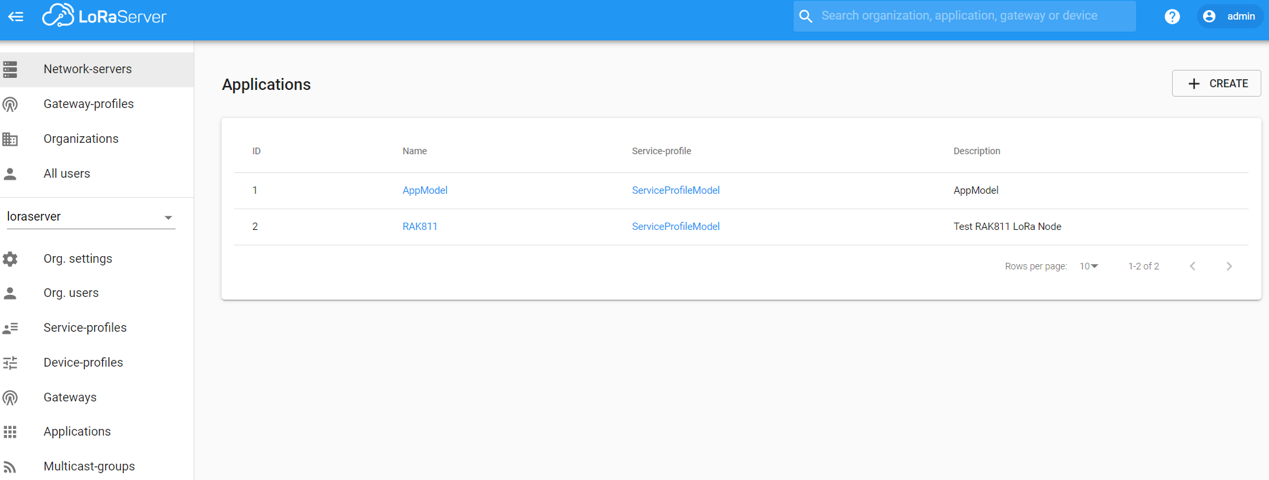 LoRaServer
Search organization, application, gateway or device
admin
Network-servers
Gateway-profiles
Organizations
All users
loraserver
Org. settings
Org. users
Service-profiles
Device-profiles
Gateways
Applications
Multicast-groups
Applications
CREATE
ID Name Service-profile Description
1 AppModel ServiceProfileModel AppModel
2 RAK811 ServiceProfileModel Test RAK811 LoRa Node
Rows per page: 10 1-2 of 2